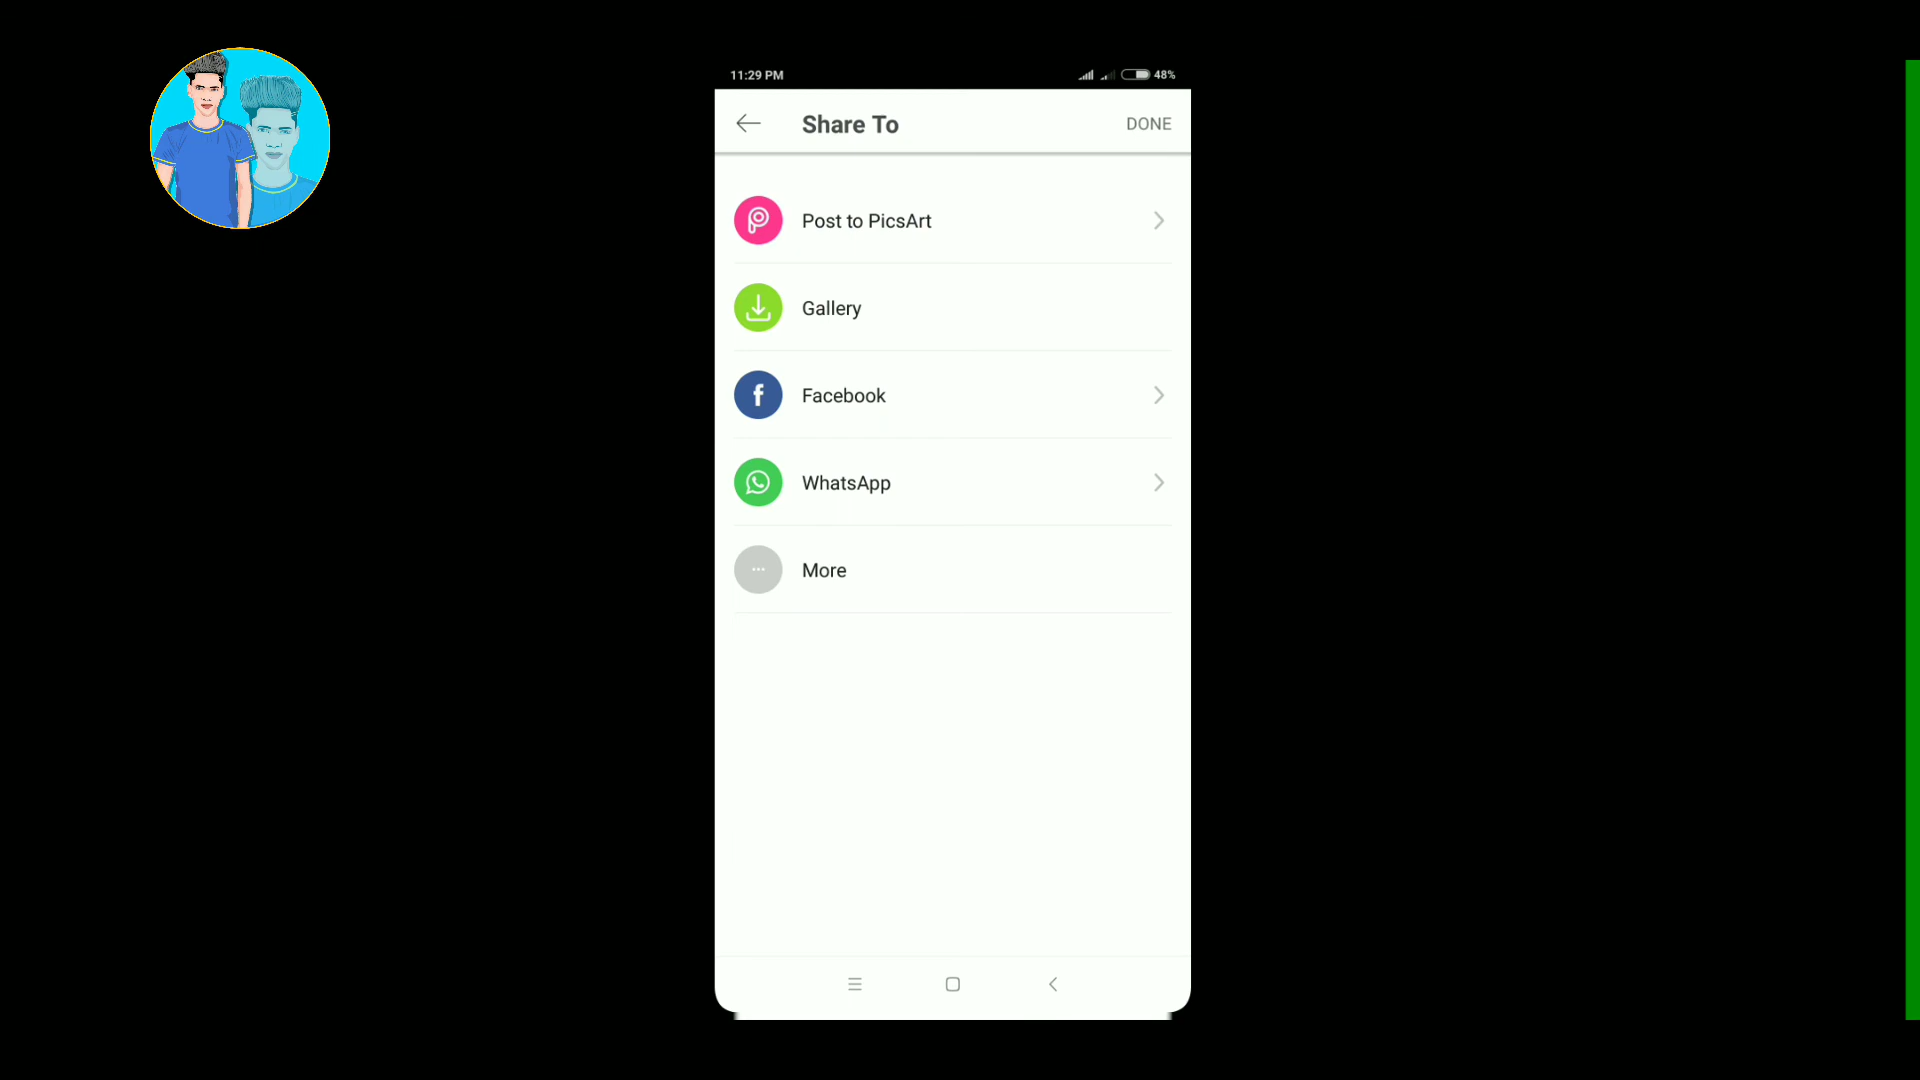 11:29 PM
48%
Share To
DONE
Post to PicsArt
Gallery
Facebook
WhatsApp
More